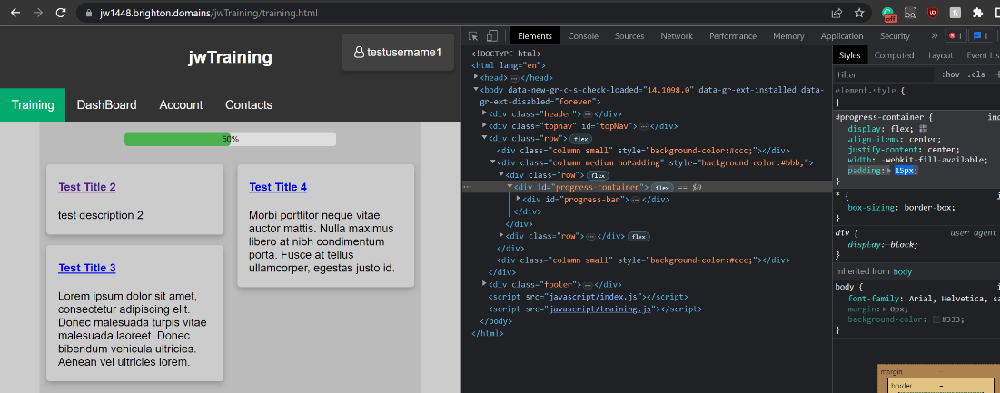 jw1448.brighton.domains/jwTraining/training.html
off
jwTraining
testusername1
Training
DashBoard
Account
Contacts
50%
Test Title 2
test description 2
Test Title 3
Lorem ipsum dolor sit amet,
consectetur adipiscing elit.
Donec malesuada turpis vitae
malesuada laoreet. Donec
bibendum vehicula ultricies.
Aenean vel ultricies lorem.
Test Title 4
Morbi porttitor neque vitae
auctor mattis. Nulla maximus
libero at nibh condimentum
porta. Fusce at tellus
ullamcorper, egestas justo id.
Elements
Console
Sources
Network
Performance
Memory
Application
Security
»
1
1
<!DOCTYPE html>
<html lang="en">
<head>…</head>
<body data-new-gr-c-s-check-loaded="14.1098.0" data-gr-ext-installed data-
gr-ext-disabled="forever">
<div class="header">…</div>
<div class="topnav" id="topNav">…</div>
<div class="row"> flex
<div class="column small" style="background-color:#ccc;"></div>
<div class="column medium noPadding" style="background color:#bbb;">
<div class="row"> flex
… <div id="progress-container"> flex == $0
<div id="progress-bar">…</div>
</div>
</div>
<div class="row">…</div> flex
</div>
<div class="column small" style="background-color:#ccc;"></div>
</div>
<div class="footer">…</div>
<script src="javascript/index.js"></script>
<script src="javascript/training.js"></script>
</body>
</html>
Styles
Computed
Layout
Event Lis
Filter
:hov
.cls
+
element.style {
}
#progress-container {
display: flex;
align-items: center;
justify-content: center;
width: -webkit-fill-available;
padding: 15px;
}
* {
box-sizing: border-box;
}
div {
user agent
display: block;
}
Inherited from body
body {
font-family: Arial, Helvetica, sa
margin: 0px;
background-color: #333;
}
margin
–
border
–